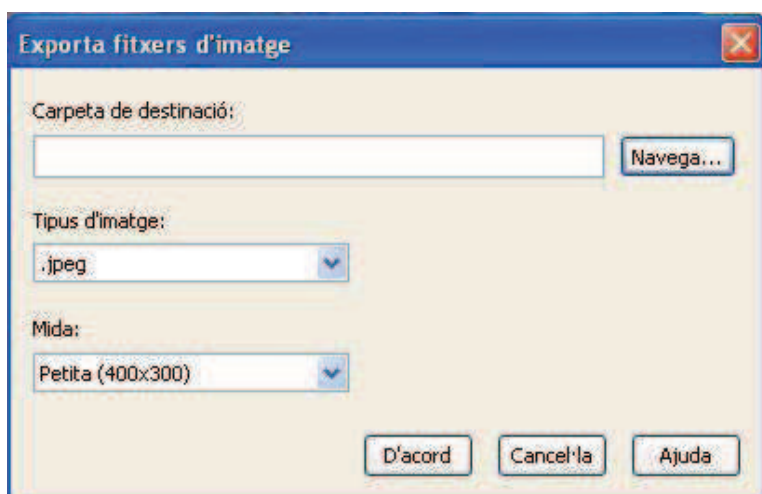 Exporta fitxers d'imatge
Carpeta de destinació:
Navega...
Tipus d'imatge:
.jpeg
Mida:
Petita (400x300)
D'acord Cancel·la Ajuda